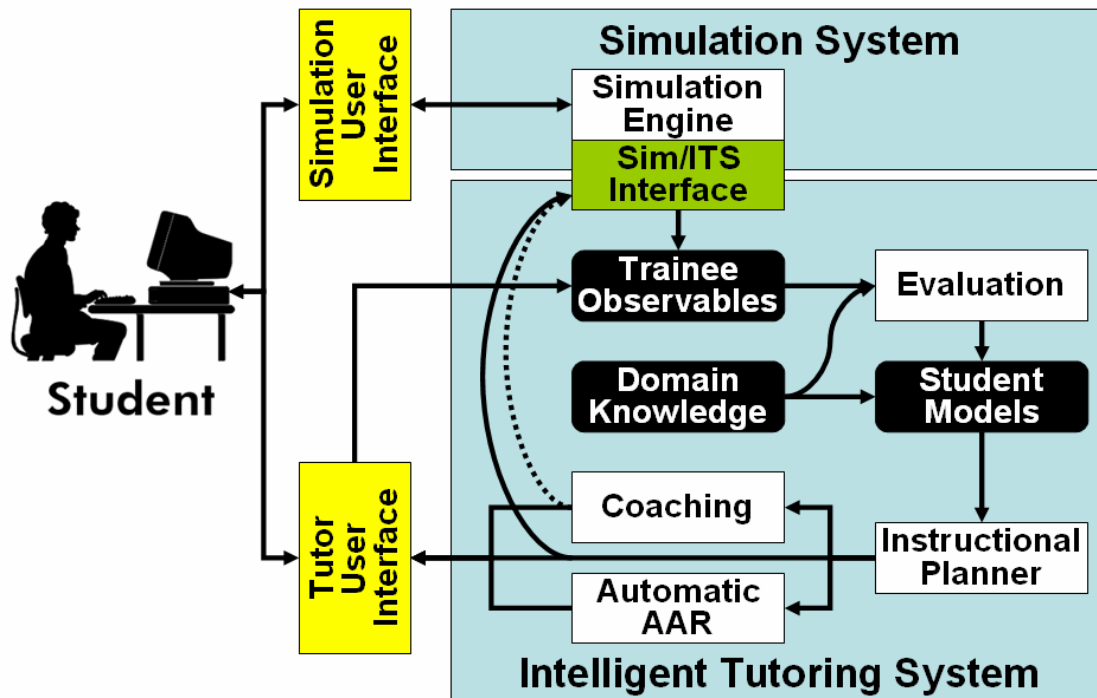 Simulation System
Simulation
User
Interface
Simulation
Engine
Sim/ITS
Interface
Trainee
Observables
Evaluation
Domain
Knowledge
Student
Models
Student
Tutor
User
Interface
Coaching
Instructional
Planner
Automatic
AAR
Intelligent Tutoring System